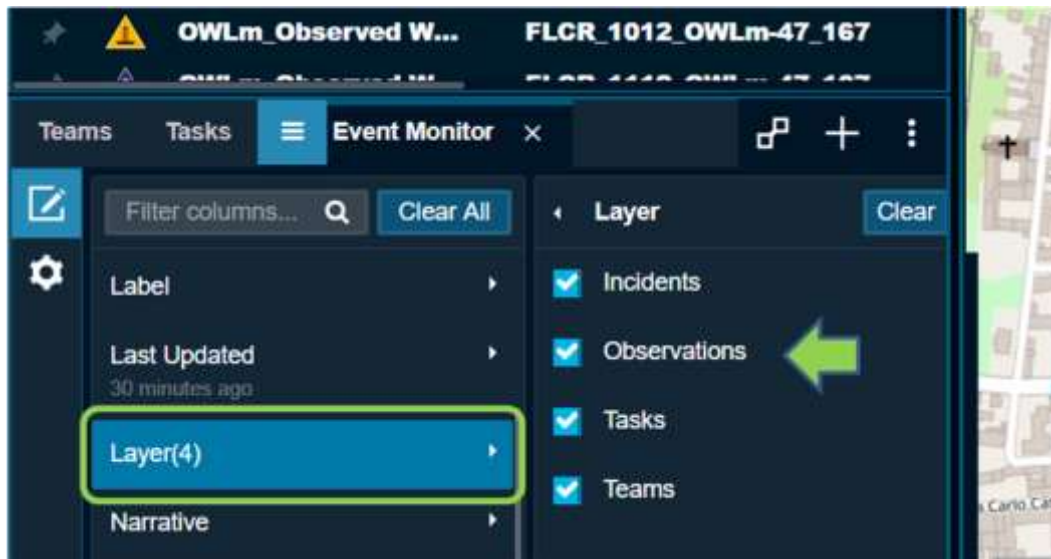 OWLm_Observed W... FLCR_1012_OWLm-47_167
Teams Tasks Event Monitor ×
Filter columns... Clear All
Layer Clear
Label
Incidents
Last Updated
30 minutes ago
Observations
Layer(4)
Tasks
Narrative
Teams
Carlo